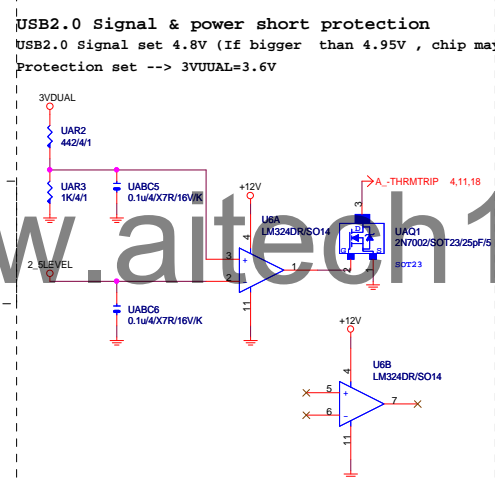 USB2.0 Signal & power short protection
USB2.0 Signal set 4.8V (If bigger than 4.95V , chip may
Protection set --> 3VUUAL=3.6V
3VDUAL
UAR2
442/4/1
UAR3
1K/4/1
UABC5
0.1u/4/X7R/16V/K
+12V
U6A
LM324DR/SO14
4
3
+
2
-
1
11
A_-THRMTRIP 4,11,18
3
D
G
S
2
1
UAQ1
2N7002/SOT23/25pF/5
SOT23
2_5LEVEL
UABC6
0.1u/4/X7R/16V/K
+12V
U6B
LM324DR/SO14
4
5
+
6
-
7
11
w.aitech1